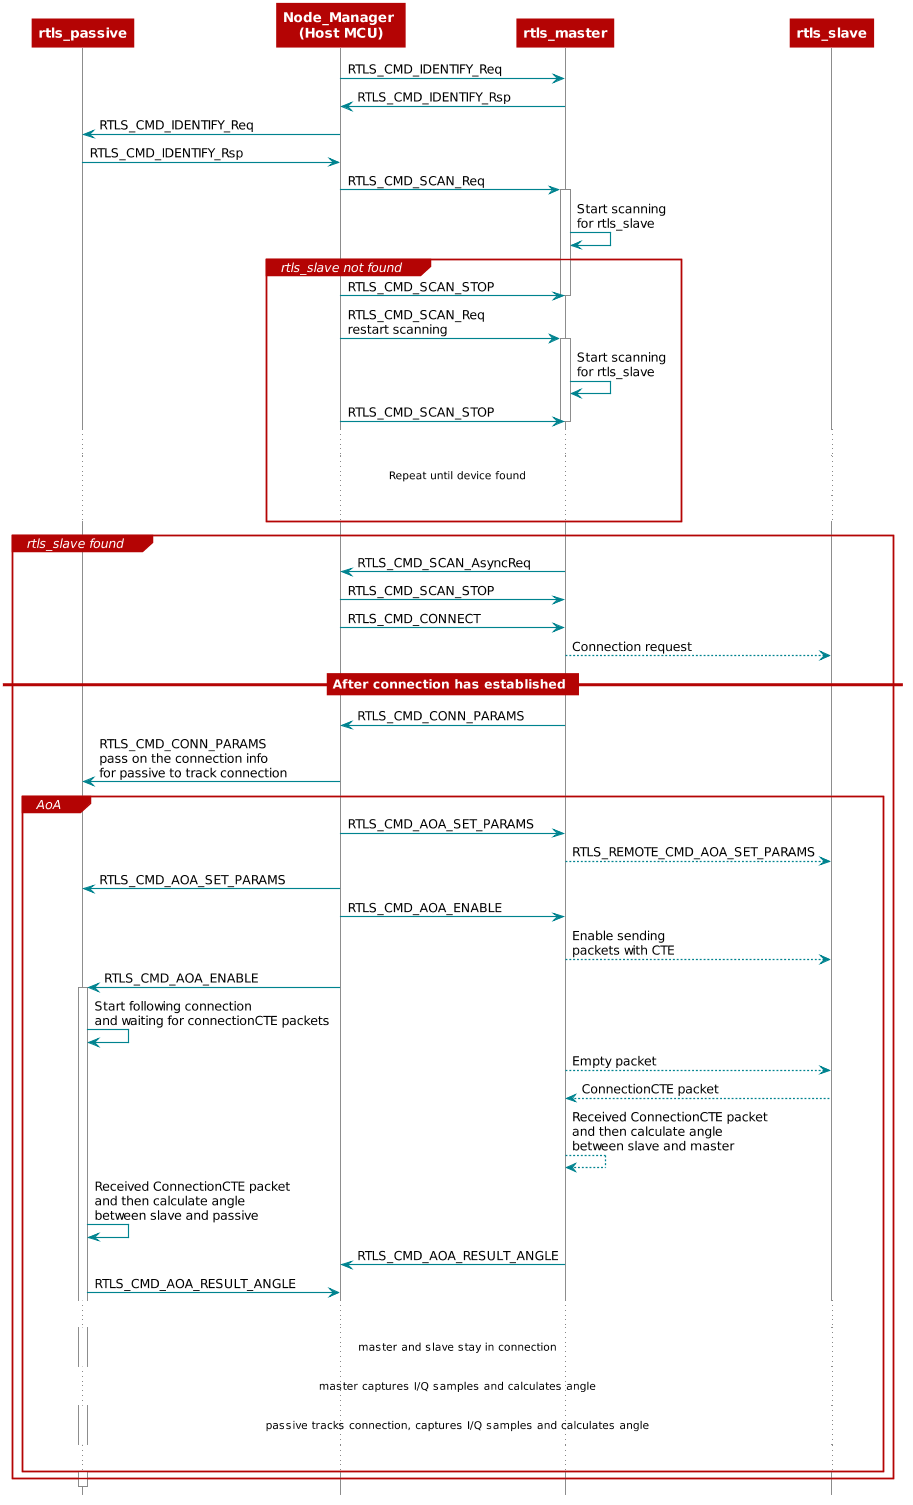 rtls_passive
Node_Manager
(Host MCU)
rtls_master
rtls_slave
RTLS_CMD_IDENTIFY_Req
RTLS_CMD_IDENTIFY_Rsp
RTLS_CMD_IDENTIFY_Req
RTLS_CMD_IDENTIFY_Rsp
RTLS_CMD_SCAN_Req
Start scanning
for rtls_slave
rtls_slave not found
RTLS_CMD_SCAN_STOP
RTLS_CMD_SCAN_Req
restart scanning
Start scanning
for rtls_slave
RTLS_CMD_SCAN_STOP
Repeat until device found
rtls_slave found
RTLS_CMD_SCAN_AsyncReq
RTLS_CMD_SCAN_STOP
RTLS_CMD_CONNECT
Connection request
After connection has established
RTLS_CMD_CONN_PARAMS
RTLS_CMD_CONN_PARAMS
pass on the connection info
for passive to track connection
AoA
RTLS_CMD_AOA_SET_PARAMS
RTLS_REMOTE_CMD_AOA_SET_PARAMS
RTLS_CMD_AOA_SET_PARAMS
RTLS_CMD_AOA_ENABLE
Enable sending
packets with CTE
RTLS_CMD_AOA_ENABLE
Start following connection
and waiting for connectionCTE packets
Empty packet
ConnectionCTE packet
Received ConnectionCTE packet
and then calculate angle
between slave and master
Received ConnectionCTE packet
and then calculate angle
between slave and passive
RTLS_CMD_AOA_RESULT_ANGLE
RTLS_CMD_AOA_RESULT_ANGLE
master and slave stay in connection
master captures I/Q samples and calculates angle
passive tracks connection, captures I/Q samples and calculates angle